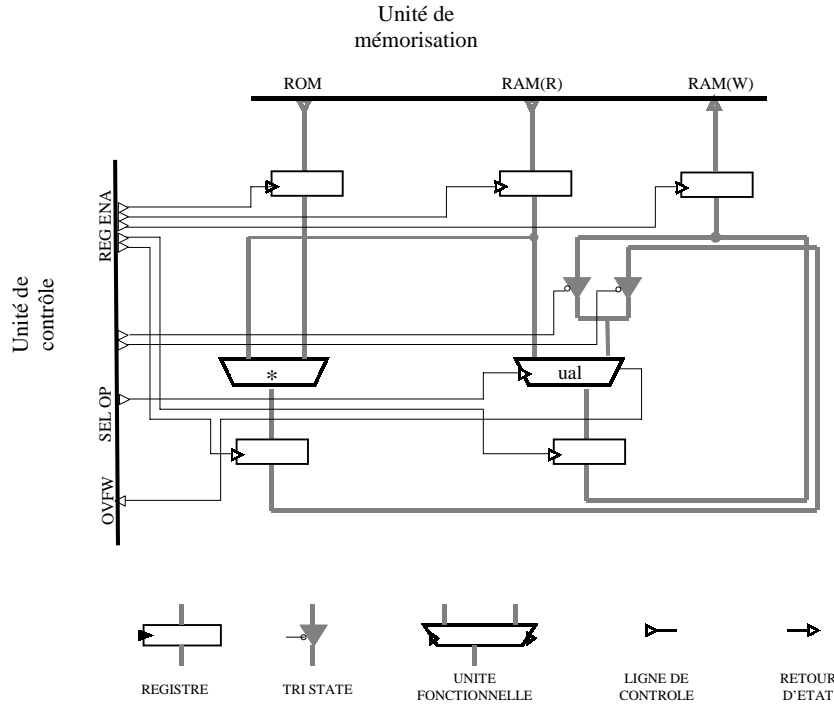 Unité de
mémorisation
ROM
RAM(R)
RAM(W)
REG ENA
Unité de
contrôle
*
ual
SEL OP
OVFW
REGISTRE
TRI STATE
UNITE
FONCTIONNELLE
LIGNE DE
CONTROLE
RETOUR
D'ETAT